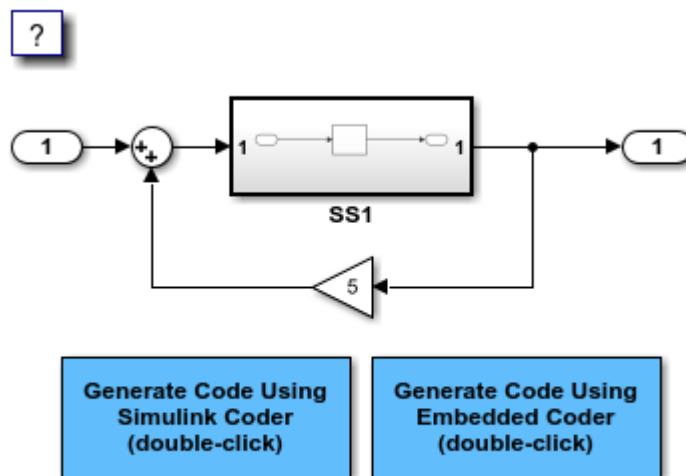 ?
1
++
1
1
1
SS1
5
Generate Code Using
Simulink Coder
(double-click)
Generate Code Using
Embedded Coder
(double-click)